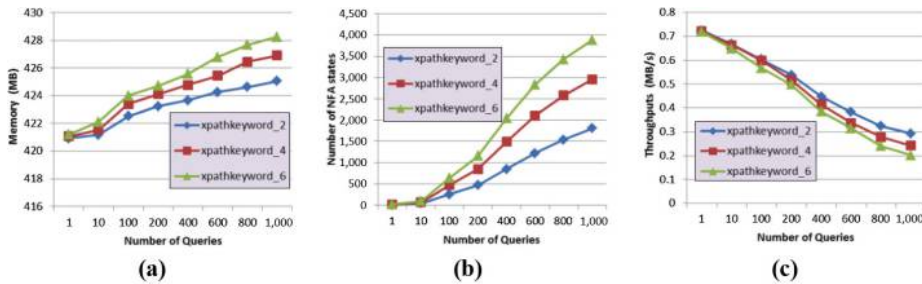 430
428
426
424
422
420
418
416
Memory (MB)
xpathkeyword_2
xpathkeyword_4
xpathkeyword_6
1 10 100 200 400 600 800 1,000
Number of Queries
(a)
4,500
4,000
3,500
3,000
2,500
2,000
1,500
1,000
500
0
Number of NFA states
xpathkeyword_2
xpathkeyword_4
xpathkeyword_6
1 10 100 200 400 600 800 1,000
Number of Queries
(b)
0.8
0.7
0.6
0.5
0.4
0.3
0.2
0.1
0
Throughputs (MB/s)
xpathkeyword_2
xpathkeyword_4
xpathkeyword_6
1 10 100 200 400 600 800 1,000
Number of Queries
(c)